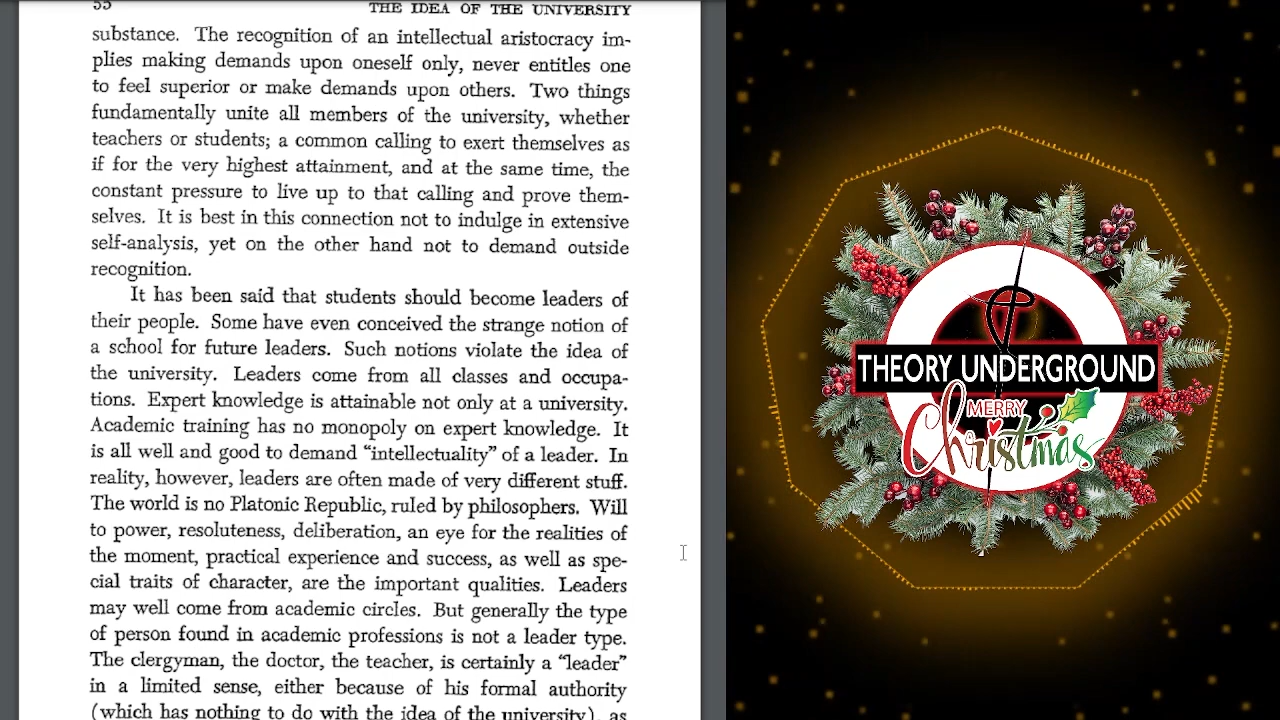 55 THE IDEA OF THE UNIVERSITY
substance. The recognition of an intellectual aristocracy im-
plies making demands upon oneself only, never entitles one
to feel superior or make demands upon others. Two things
fundamentally unite all members of the university, whether
teachers or students; a common calling to exert themselves as
if for the very highest attainment, and at the same time, the
constant pressure to live up to that calling and prove them-
selves. It is best in this connection not to indulge in extensive
self-analysis, yet on the other hand not to demand outside
recognition.
It has been said that students should become leaders of
their people. Some have even conceived the strange notion of
a school for future leaders. Such notions violate the idea of
the university. Leaders come from all classes and occupa-
tions. Expert knowledge is attainable not only at a university.
Academic training has no monopoly on expert knowledge. It
is all well and good to demand “intellectuality” of a leader. In
reality, however, leaders are often made of very different stuff.
The world is no Platonic Republic, ruled by philosophers. Will
to power, resoluteness, deliberation, an eye for the realities of
the moment, practical experience and success, as well as spe-
cial traits of character, are the important qualities. Leaders
may well come from academic circles. But generally the type
of person found in academic professions is not a leader type.
The clergyman, the doctor, the teacher, is certainly a “leader”
in a limited sense, either because of his formal authority
(which has nothing to do with the idea of the university), as
THEORY UNDERGROUND
MERRY
Christmas